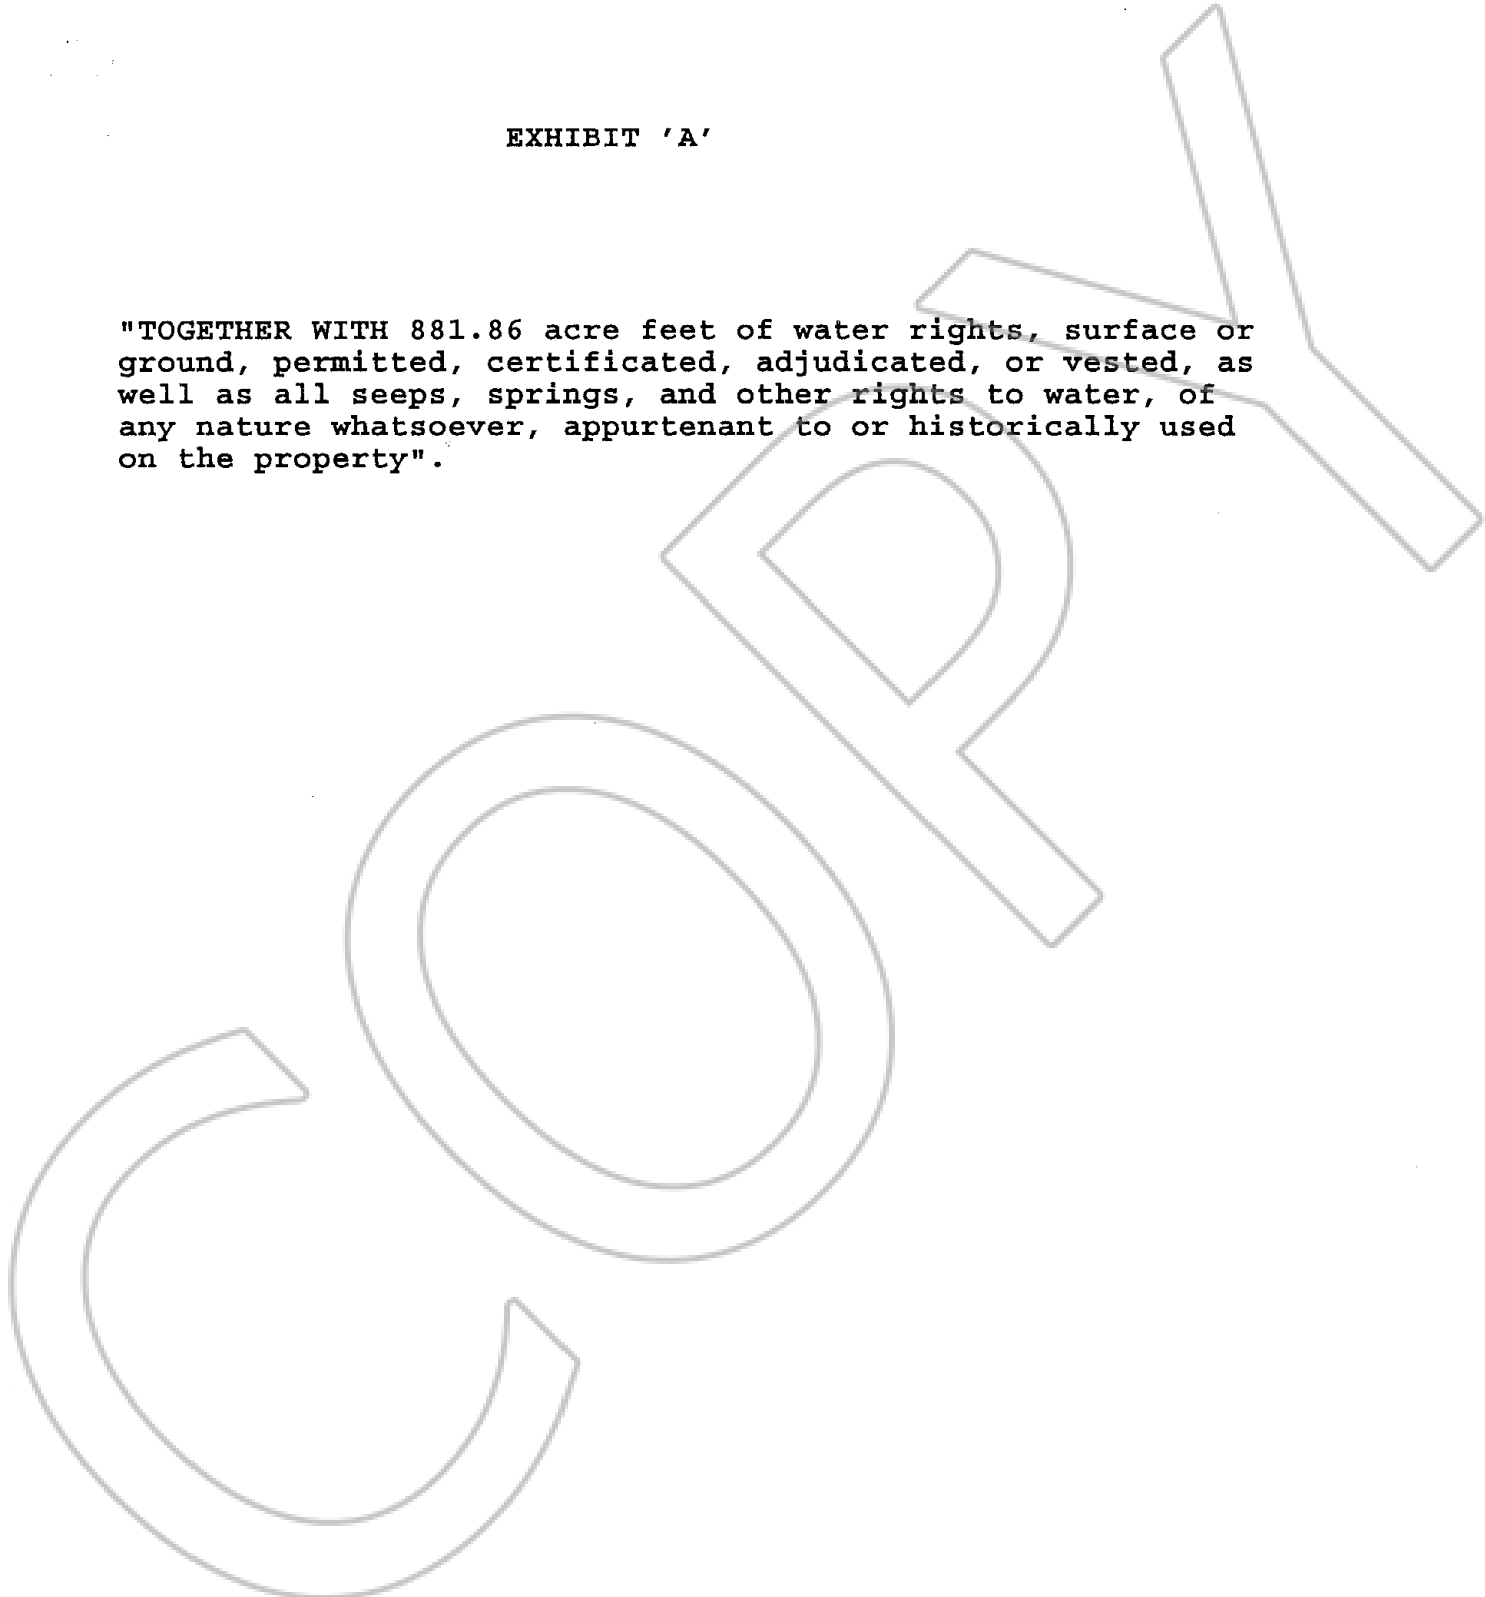 EXHIBIT 'A'
"TOGETHER WITH 881.86 acre feet of water rights, surface or
ground, permitted, certificated, adjudicated, or vested, as
well as all seeps, springs, and other rights to water, of
any nature whatsoever, appurtenant to or historically used
on the property".
COPY